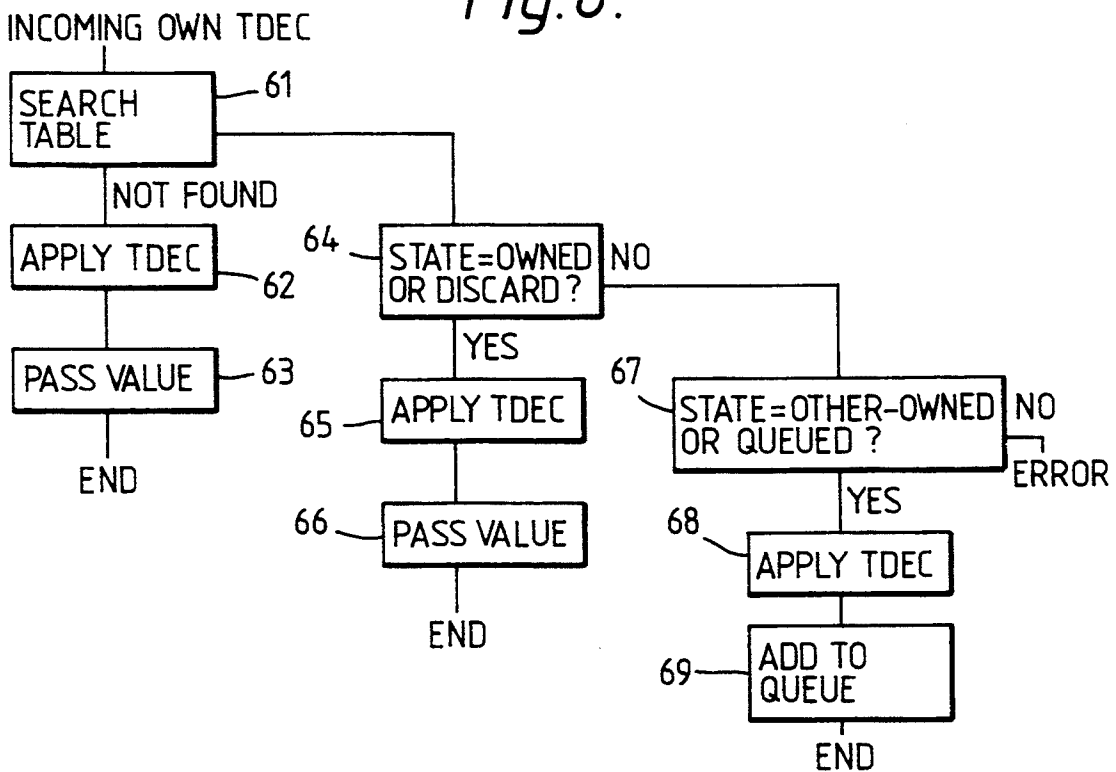 INCOMING OWN TDEC
SEARCH
TABLE
61
NOT FOUND
APPLY TDEC
62
PASS VALUE
63
END
64
STATE=OWNED
OR DISCARD?
NO
YES
65
APPLY TDEC
66
PASS VALUE
END
67
STATE=OTHER-OWNED
OR QUEUED ?
NO
ERROR
YES
68
APPLY TDEC
69
ADD TO
QUEUE
END